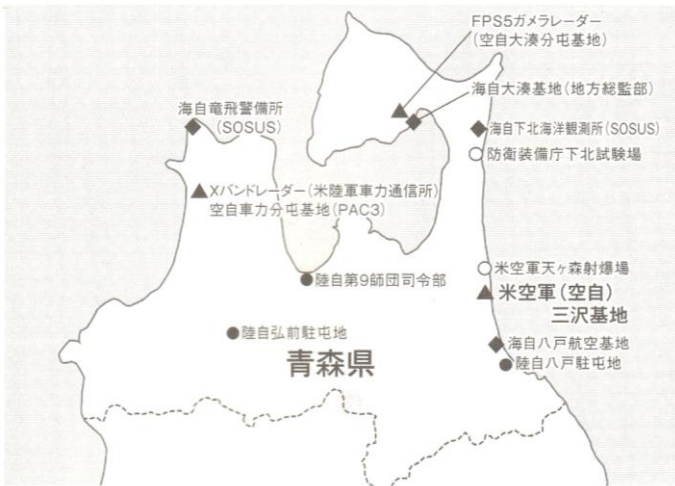 FPS5ガメラレーダー
(空自大湊分屯基地)
海自大湊基地(地方総監部)
海自竜飛警備所
(SOSUS)
海自下北海洋観測所(SOSUS)
防衛装備庁下北試験場
Xバンドレーダー(米陸軍車力通信所)
空自車力分屯基地(PAC3)
米空軍天ヶ森射爆場
陸自第9師団司令部
米空軍(空自)
三沢基地
陸自弘前駐屯地
海自八戸航空基地
青森県
陸自八戸駐屯地